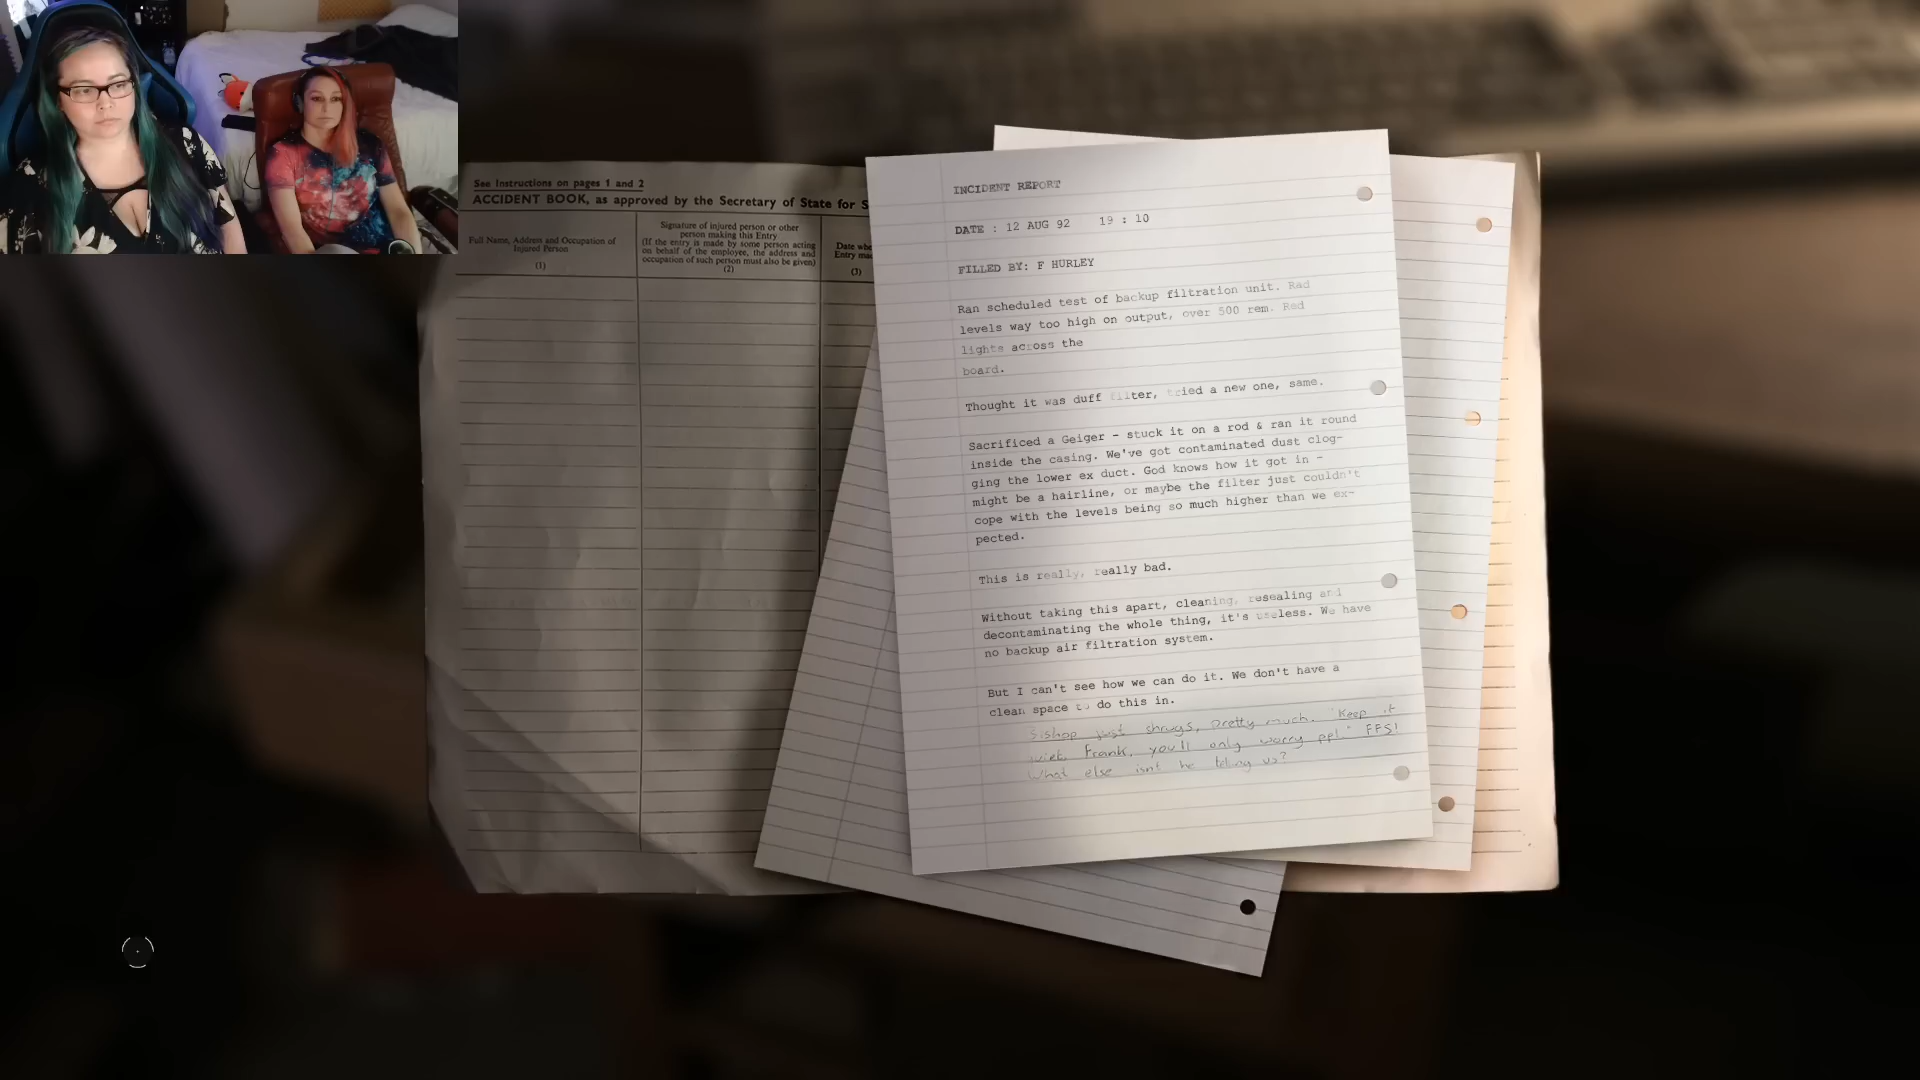 See Instructions on pages 1 and 2
ACCIDENT BOOK, as approved by the Secretary of State for S
Full Name, Address and Occupation of
Injured Person
(1)
Signature of injured person or other
person making this Entry
(If the entry is made by some person acting
on behalf of the employee, the address and
occupation of such person must also be given)
(2)
Date whe
Entry ma
(3)
INCIDENT REPORT
DATE : 12 AUG 92 19 : 10
FILLED BY: F HURLEY
Ran scheduled test of backup filtration unit. Rad
levels way too high on output, over 500 rem. Red
lights across the
board.
Thought it was duff filter, tried a new one, same.
Sacrificed a Geiger - stuck it on a rod & ran it round
inside the casing. We've got contaminated dust clog-
ging the lower ex duct. God knows how it got in -
might be a hairline, or maybe the filter just couldn't
cope with the levels being so much higher than we ex-
pected.
This is really, really bad.
Without taking this apart, cleaning, resealing and
decontaminating the whole thing, it's useless. We have
no backup air filtration system.
But I can't see how we can do it. We don't have a
clean space to do this in.
Bishop just shrugs, pretty much. "Keep it
quiet Frank, you'll only worry ppl" FFS!
What else isn't he telling us?